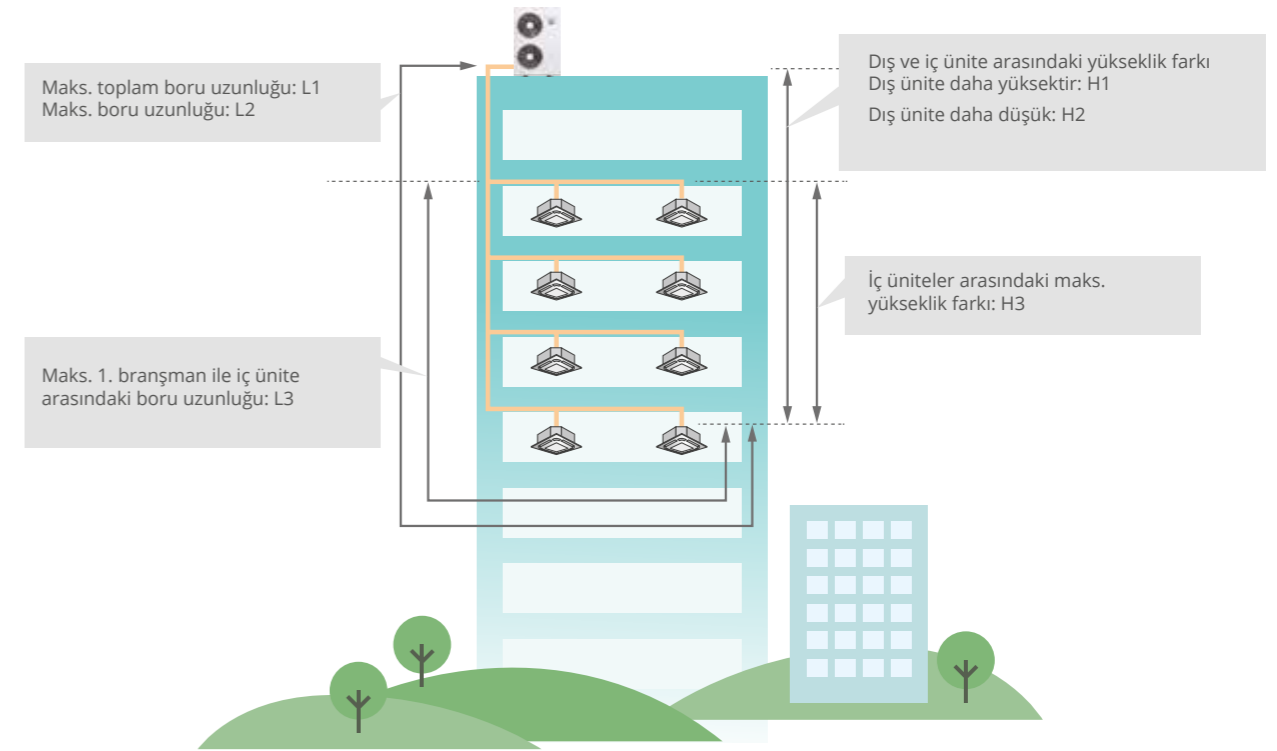 Maks. toplam boru uzunluğu: L1
Maks. boru uzunluğu: L2
Dış ve iç ünite arasındaki yükseklik farkı
Dış ünite daha yüksektir: H1
Dış ünite daha düşük: H2
İç üniteler arasındaki maks.
yükseklik farkı: H3
Maks. 1. branşman ile iç ünite
arasındaki boru uzunluğu: L3